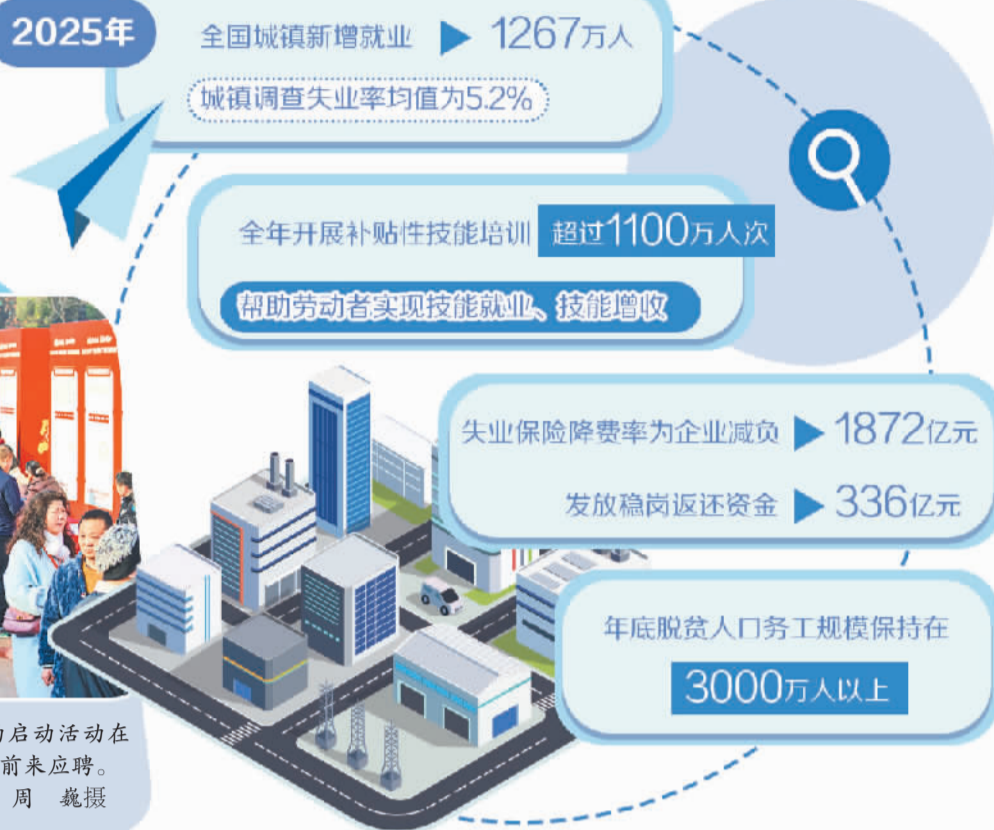 2025年
全国城镇新增就业 1267万人
城镇调查失业率均值为5.2%
全年开展补贴性技能培训 超过1100万人次
帮助劳动者实现技能就业、技能增收
失业保险降费率为企业减负 1872亿元
发放稳岗返还资金 336亿元
年底脱贫人口务工规模保持在
3000万人以上
启动活动在
前来应聘。
周 巍摄